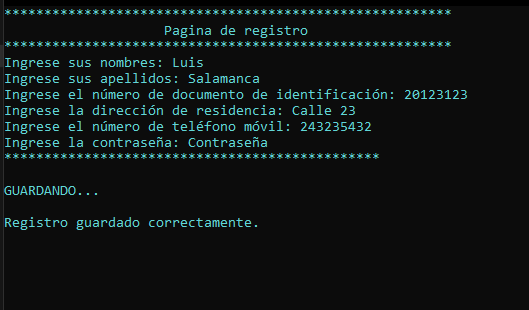 ********************************************************
Pagina de registro
********************************************************
Ingrese sus nombres: Luis
Ingrese sus apellidos: Salamanca
Ingrese el número de documento de identificación: 20123123
Ingrese la dirección de residencia: Calle 23
Ingrese el número de teléfono móvil: 243235432
Ingrese la contraseña: Contraseña
***********************************************
GUARDANDO...
Registro guardado correctamente.